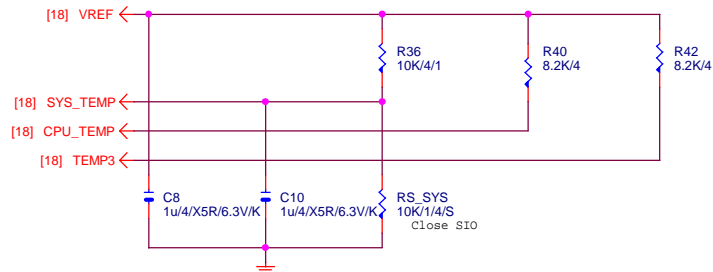 [18] VREF
R36
10K/4/1
R40
8.2K/4
R42
8.2K/4
[18] SYS_TEMP
[18] CPU_TEMP
[18] TEMP3
C8
1u/4/X5R/6.3V/K
C10
1u/4/X5R/6.3V/K
RS_SYS
10K/1/4/S
Close SIO